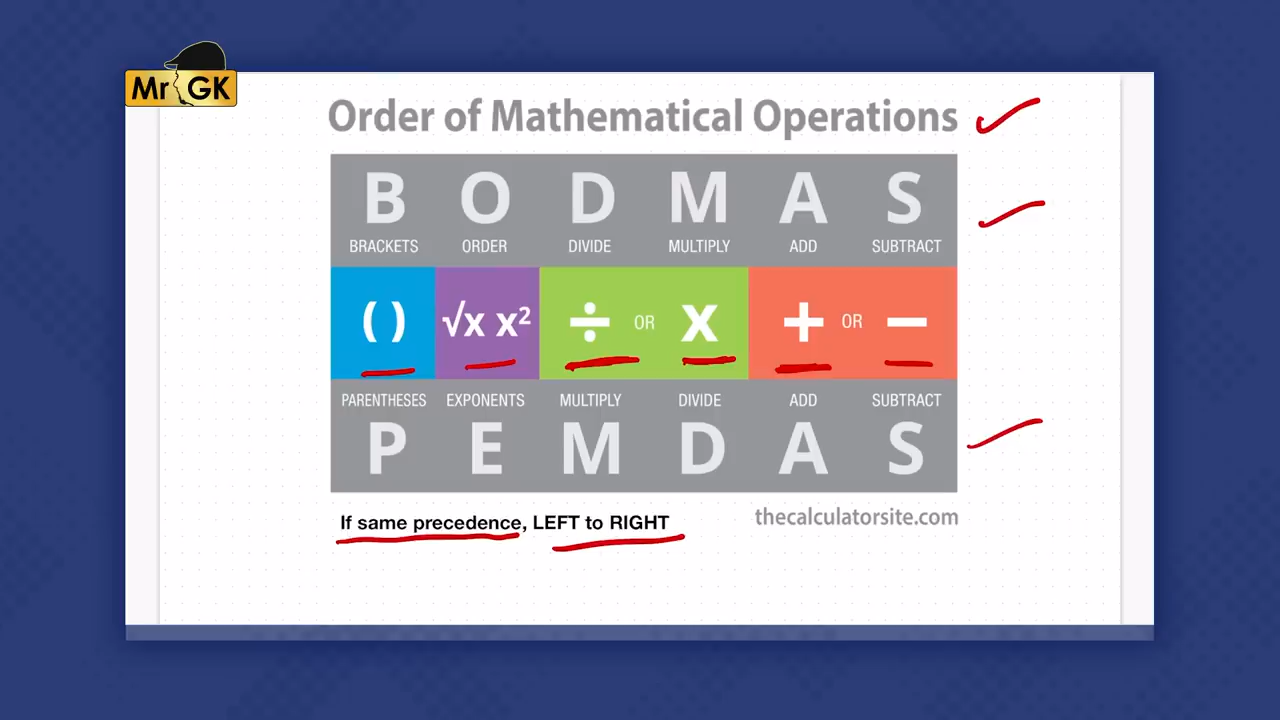 Mr GK
Order of Mathematical Operations
B O D M A S
BRACKETS ORDER DIVIDE MULTIPLY ADD SUBTRACT
( ) √x x² ÷ OR x + OR −
PARENTHESES EXPONENTS MULTIPLY DIVIDE ADD SUBTRACT
P E M D A S
If same precedence, LEFT to RIGHT
thecalculatorsite.com